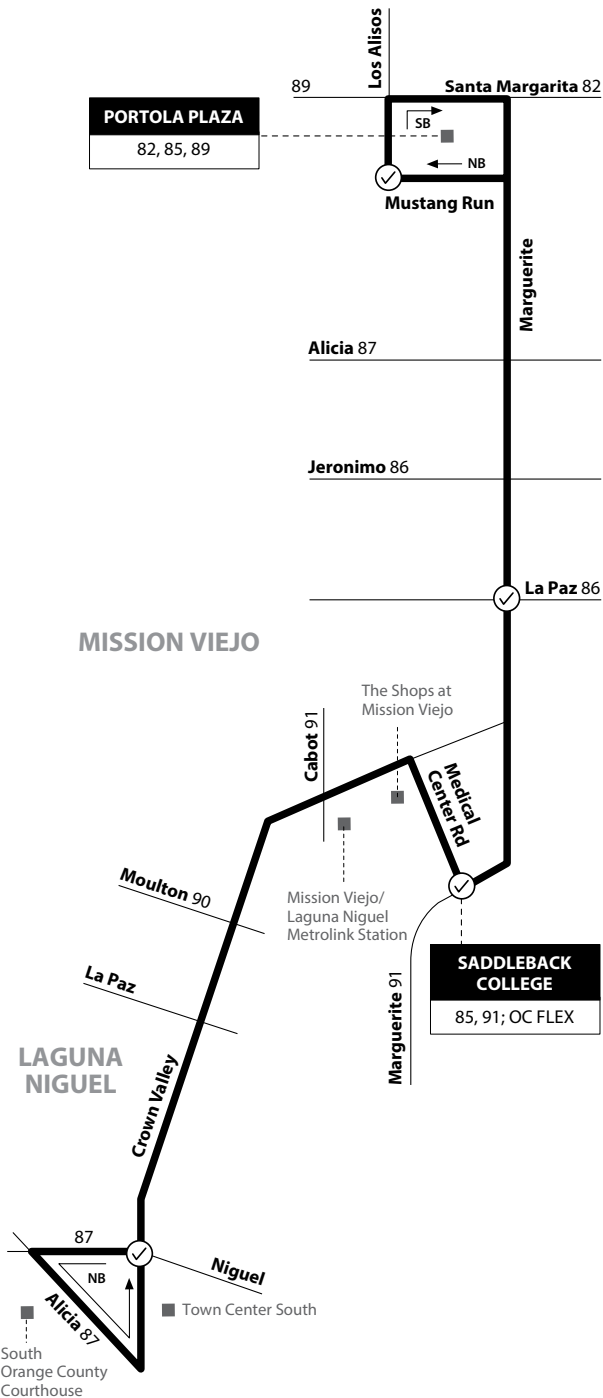 Los Alisos
89
Santa Margarita 82
PORTOLA PLAZA
82, 85, 89
SB
NB
Mustang Run
Marguerite
Alicia 87
Jeronimo 86
La Paz 86
MISSION VIEJO
The Shops at
Mission Viejo
Cabot 91
Medical
Center Rd
Moulton 90
Mission Viejo/
Laguna Niguel
Metrolink Station
SADDLEBACK
COLLEGE
85, 91; OC FLEX
La Paz
Marguerite 91
LAGUNA
NIGUEL
Crown Valley
87
NB
Niguel
Alicia 87
Town Center South
South
Orange County
Courthouse